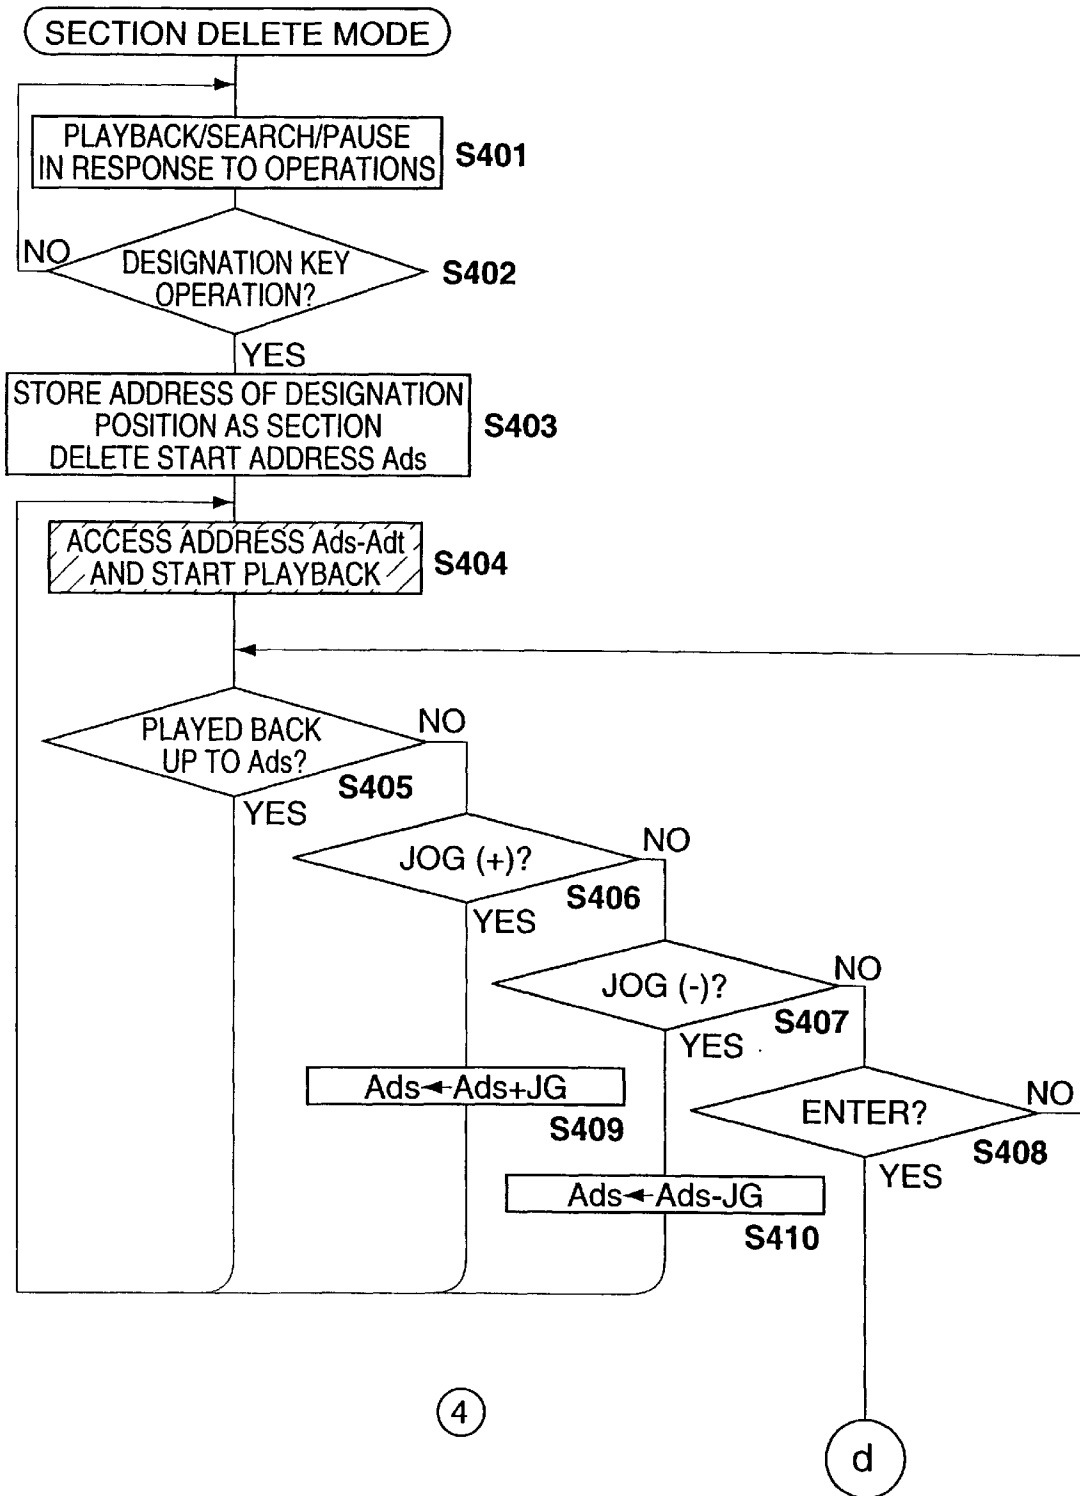 SECTION DELETE MODE
PLAYBACK/SEARCH/PAUSE
IN RESPONSE TO OPERATIONS
S401
NO
DESIGNATION KEY
OPERATION?
S402
YES
STORE ADDRESS OF DESIGNATION
POSITION AS SECTION
DELETE START ADDRESS Ads
S403
ACCESS ADDRESS Ads-Adt
AND START PLAYBACK
S404
PLAYED BACK
UP TO Ads?
NO
S405
YES
JOG (+)?
NO
S406
YES
JOG (-)?
NO
S407
YES
Ads←Ads+JG
S409
ENTER?
NO
S408
YES
Ads←Ads-JG
S410
4
d